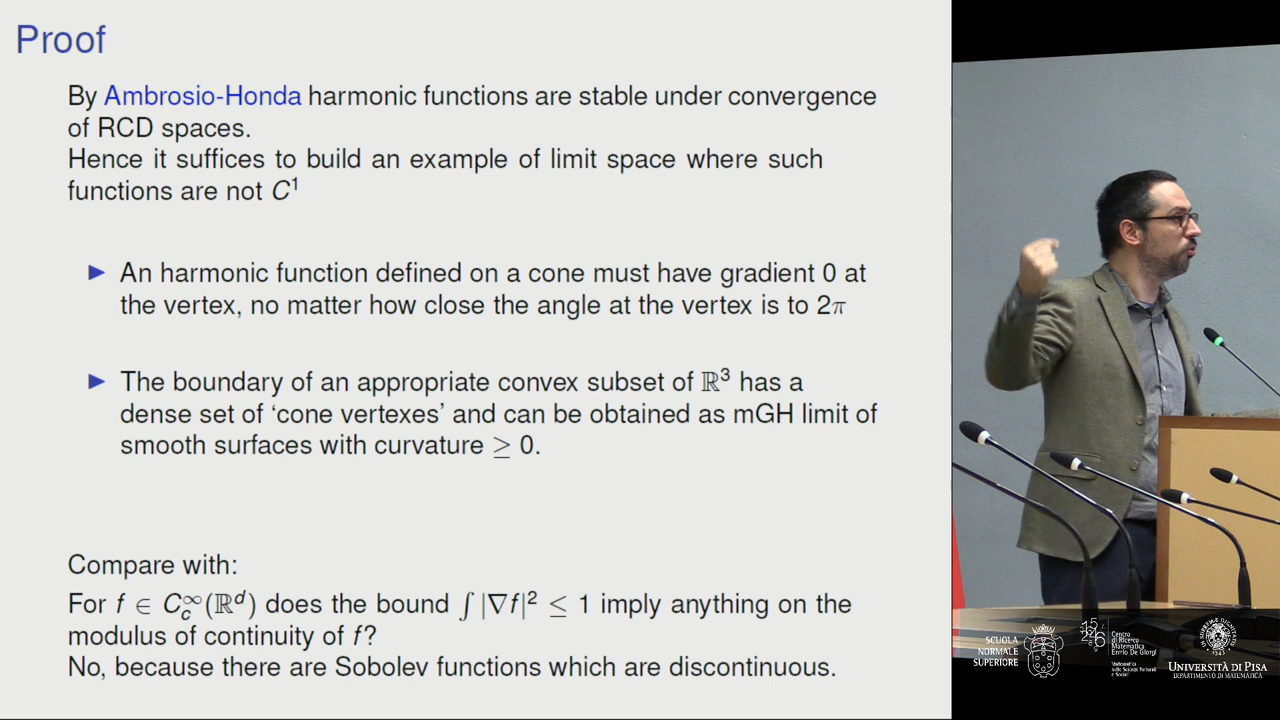 Proof
By Ambrosio-Honda harmonic functions are stable under convergence
of RCD spaces.
Hence it suffices to build an example of limit space where such
functions are not C¹
▶ An harmonic function defined on a cone must have gradient 0 at
the vertex, no matter how close the angle at the vertex is to 2π
▶ The boundary of an appropriate convex subset of ℝ³ has a
dense set of ‘cone vertexes’ and can be obtained as mGH limit of
smooth surfaces with curvature ≥ 0.
Compare with:
For f ∈ C_c^∞(ℝ^d) does the bound ∫ |∇f|² ≤ 1 imply anything on the
modulus of continuity of f?
No, because there are Sobolev functions which are discontinuous.
SCUOLA
NORMALE
SUPERIORE
Centro
di Ricerca
Matematica
Ennio De Giorgi
UNIVERSITÀ DI PISA
DIPARTIMENTO DI MATEMATICA